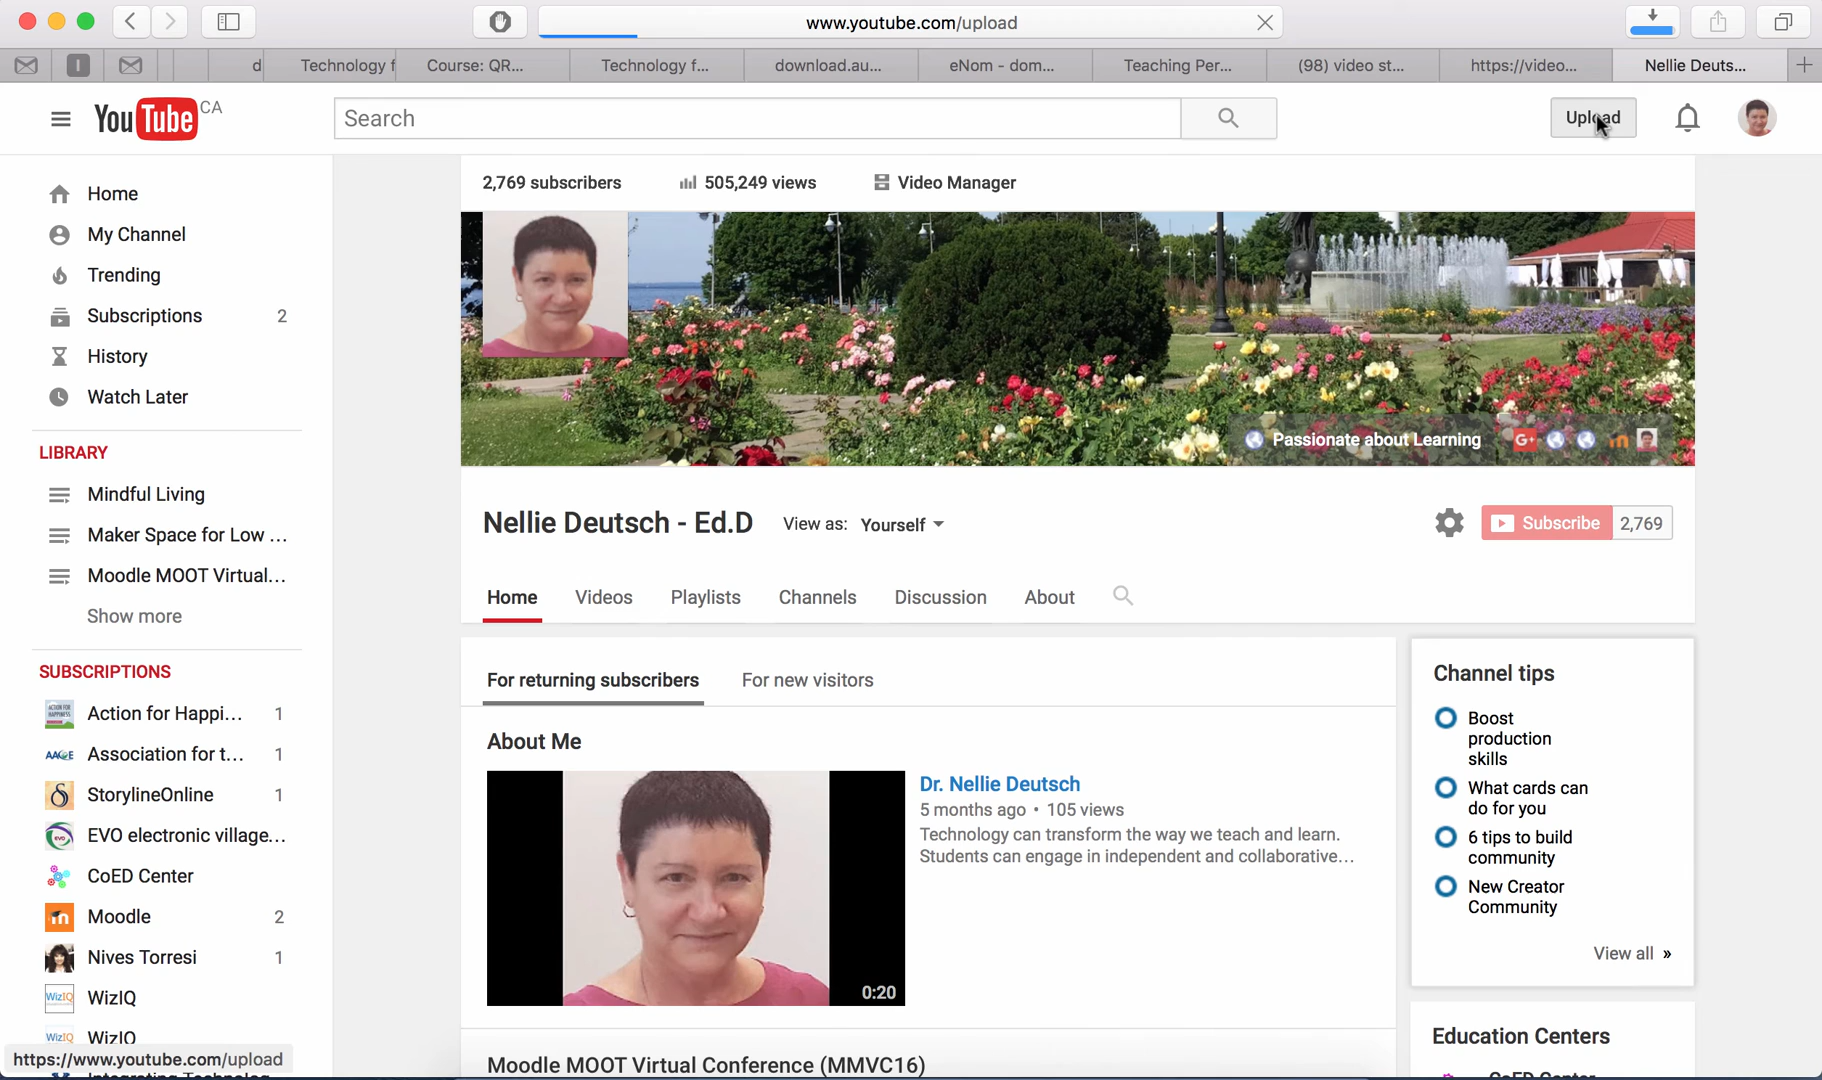 www.youtube.com/upload
d
Technology f
Course: QR...
Technology f...
download.au...
eNom - dom...
Teaching Per...
(98) video st...
https://video...
Nellie Deuts...
YouTube CA
Search
Upload
2,769 subscribers
505,249 views
Video Manager
Home
My Channel
Trending
Subscriptions 2
History
Watch Later
LIBRARY
Mindful Living
Maker Space for Low ...
Moodle MOOT Virtual...
Show more
SUBSCRIPTIONS
Action for Happi... 1
Association for t... 1
StorylineOnline 1
EVO electronic village...
CoED Center
Moodle 2
Nives Torresi 1
WizIQ
WizIQ
https://www.youtube.com/upload
Passionate about Learning
Nellie Deutsch - Ed.D
View as: Yourself
Subscribe 2,769
Home Videos Playlists Channels Discussion About
For returning subscribers
For new visitors
About Me
0:20
Dr. Nellie Deutsch
5 months ago • 105 views
Technology can transform the way we teach and learn.
Students can engage in independent and collaborative...
Moodle MOOT Virtual Conference (MMVC16)
Channel tips
Boost
production
skills
What cards can
do for you
6 tips to build
community
New Creator
Community
View all »
Education Centers
CoED Center